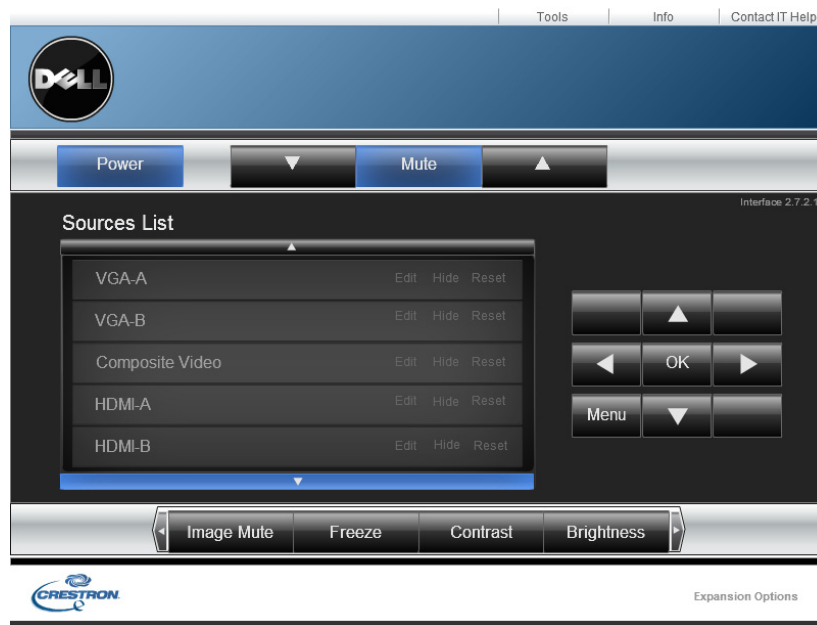 Tools Info Contact IT Help
DELL
Power Mute
Interface 2.7.2.1
Sources List
VGA-A Edit Hide Reset
VGA-B Edit Hide Reset
Composite Video Edit Hide Reset
HDMI-A Edit Hide Reset
HDMI-B Edit Hide Reset
OK
Menu
Image Mute Freeze Contrast Brightness
CRESTRON
Expansion Options